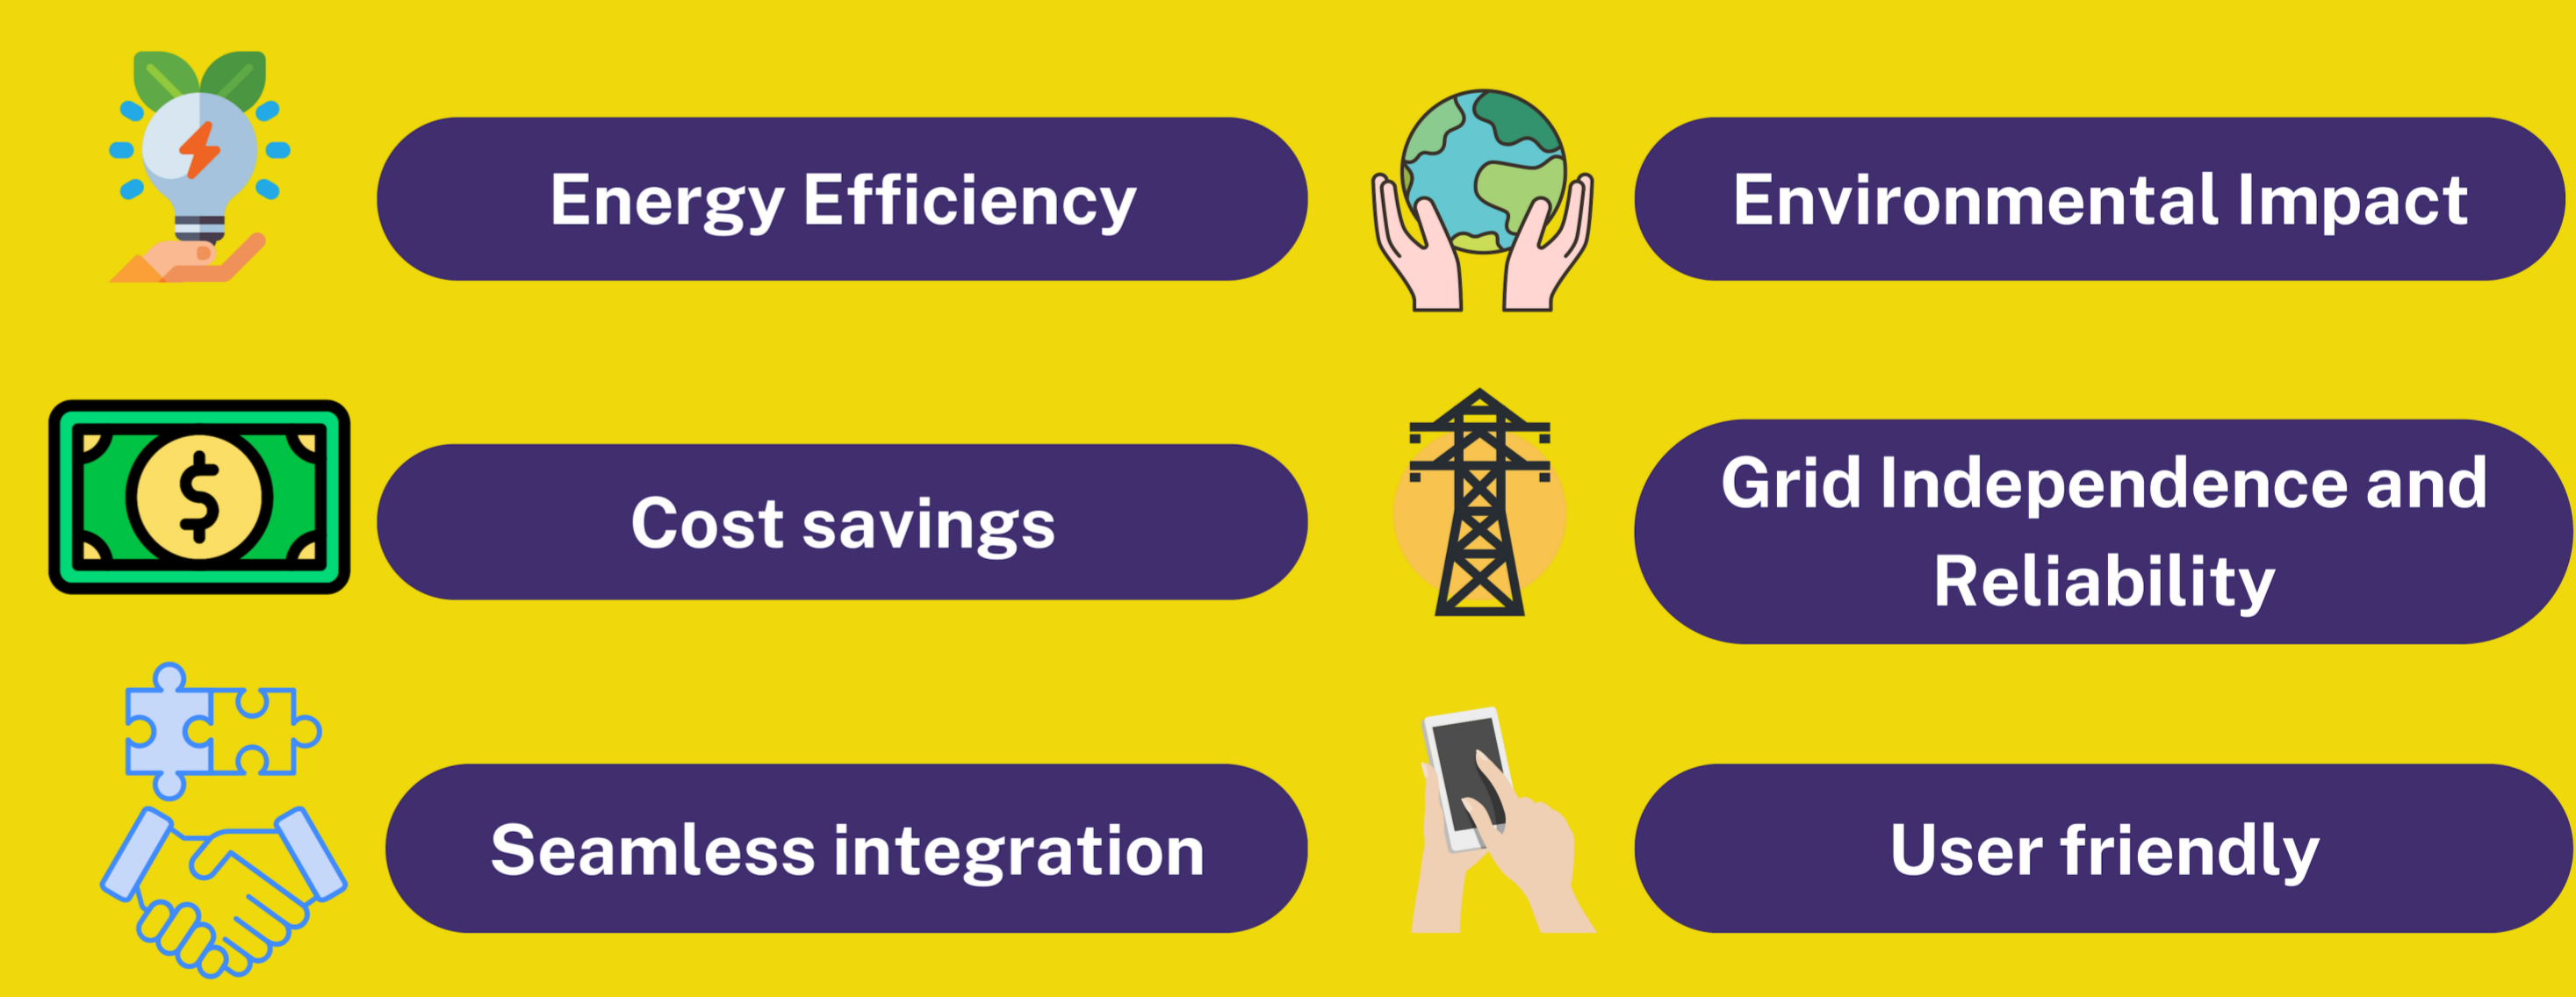 Energy Efficiency
Environmental Impact
$
Cost savings
Grid Independence and
Reliability
Seamless integration
User friendly